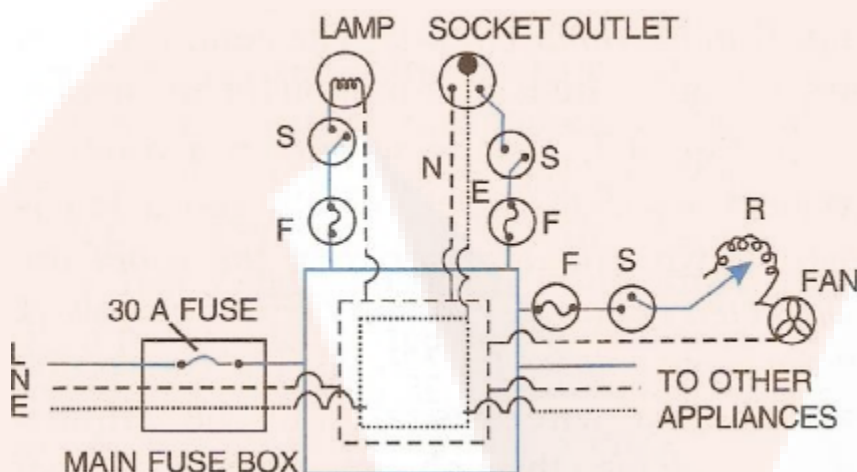 LAMP SOCKET OUTLET
S
N
S
E
F
F
R
F S
FAN
30 A FUSE
L
N
E
TO OTHER
APPLIANCES
MAIN FUSE BOX